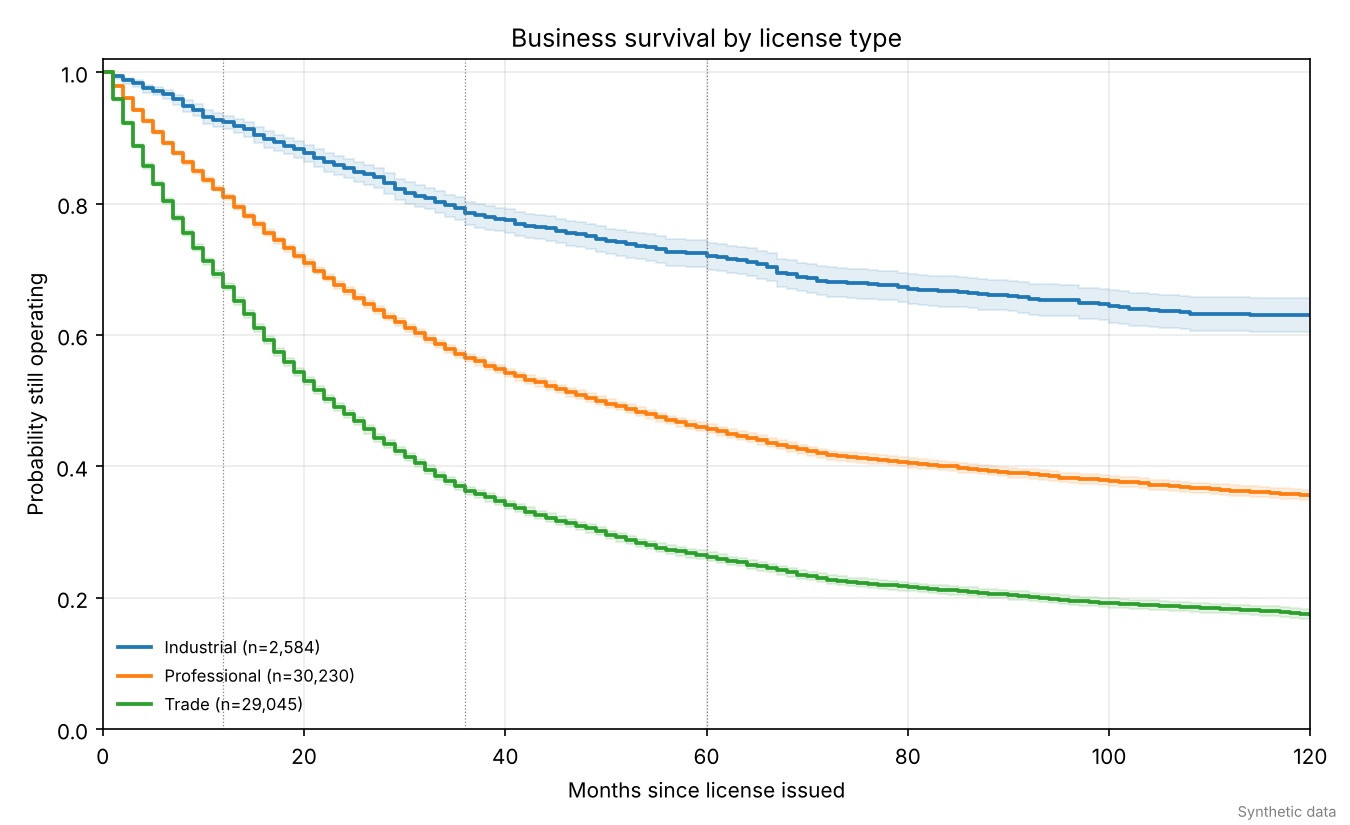 Business survival by license type
Probability still operating
1.0
0.8
0.6
0.4
0.2
0.0
Industrial (n=2,584)
Professional (n=30,230)
Trade (n=29,045)
0 20 40 60 80 100 120
Months since license issued
Synthetic data